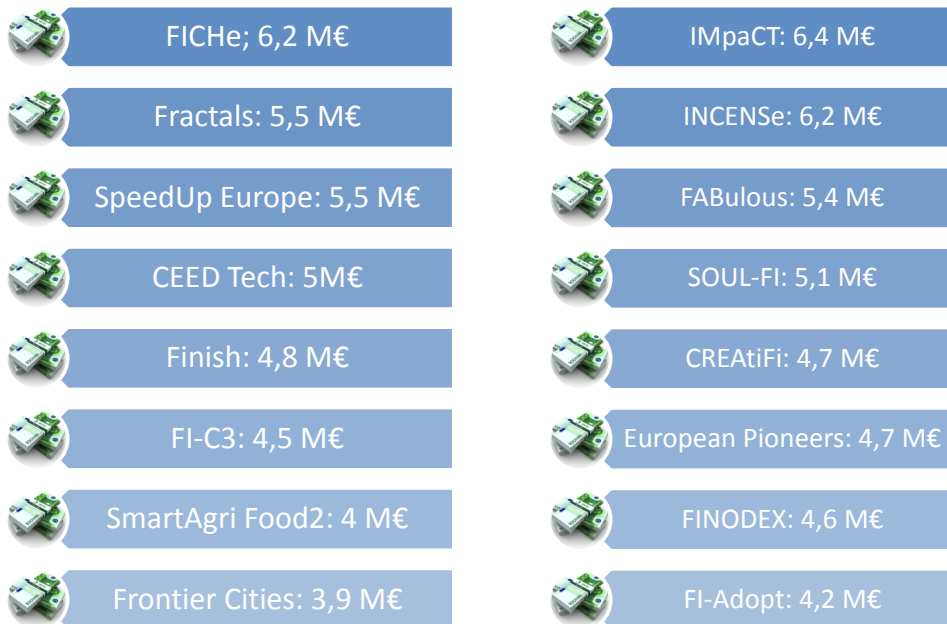 FICHe; 6,2 M€
Fractals: 5,5 M€
SpeedUp Europe: 5,5 M€
CEED Tech: 5M€
Finish: 4,8 M€
FI-C3: 4,5 M€
SmartAgri Food2: 4 M€
Frontier Cities: 3,9 M€
IMpaCT: 6,4 M€
INCENSe: 6,2 M€
FABulous: 5,4 M€
SOUL-FI: 5,1 M€
CREAtiFi: 4,7 M€
European Pioneers: 4,7 M€
FINODEX: 4,6 M€
FI-Adopt: 4,2 M€